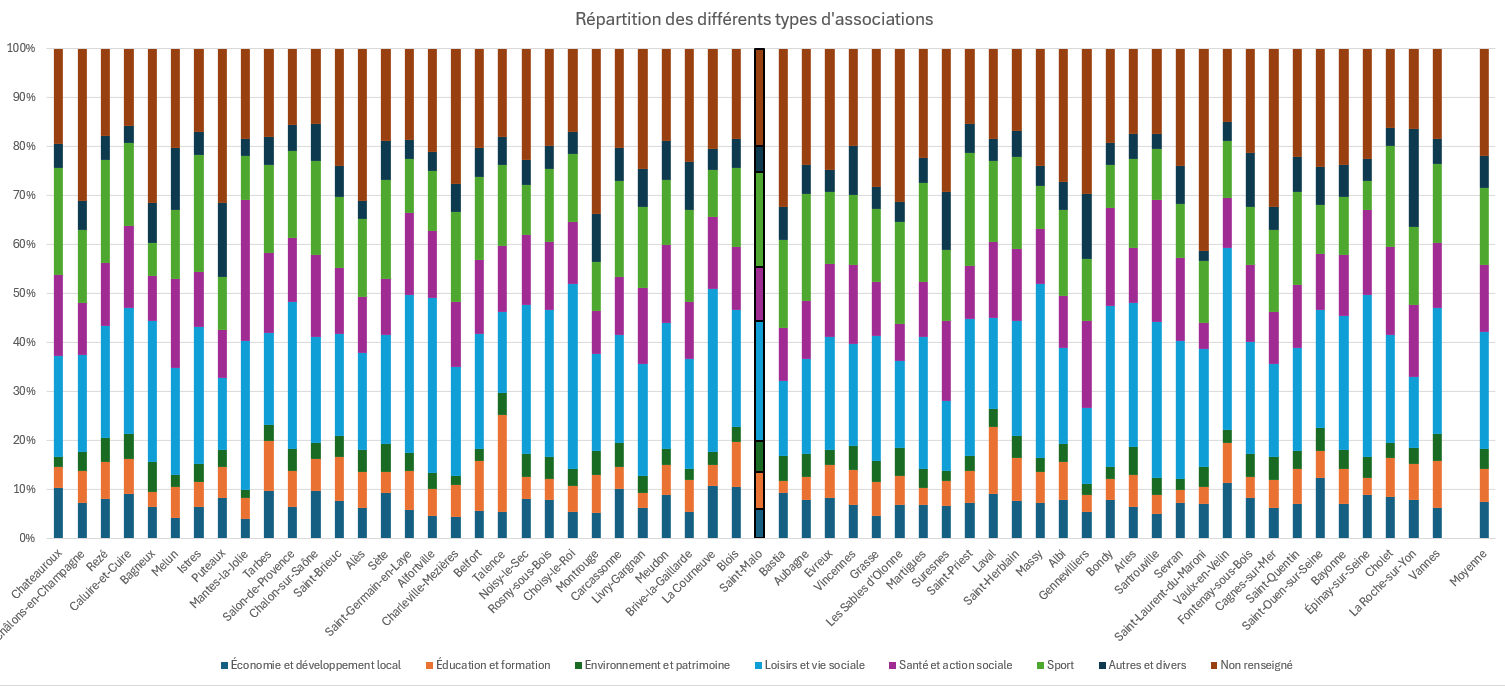 Répartition des différents types d'associations
100%
90%
80%
70%
60%
50%
40%
30%
20%
10%
0%
Chateauroux
Châlons-en-Champagne
Rezé
Caluire-et-Cuire
Bagneux
Melun
Istres
Puteaux
Mantes-la-Jolie
Tarbes
Salon-de-Provence
Chalon-sur-Saône
Saint-Brieuc
Alès
Sète
Saint-Germain-en-Laye
Alfortville
Charleville-Mezières
Belfort
Talence
Noisy-le-Sec
Rosny-sous-Bois
Choisy-le-Roi
Montrouge
Carcassonne
Livry-Gargnan
Meudon
Brive-la-Gaillarde
La Courneuve
Blois
Saint-Malo
Bastia
Aubagne
Evreux
Vincennes
Grasse
Les Sables d'Olonne
Martigues
Suresmes
Saint-Priest
Laval
Saint-Herblain
Massy
Albi
Gennevilliers
Bondy
Arles
Sartrouville
Sevran
Saint-Laurent-du-Maroni
Vaulx-en-Velin
Fontenay-sous-Bois
Cagnes-sur-Mer
Saint-Quentin
Saint-Ouen-sur-Seine
Bayonne
Épinay-sur-Seine
Cholet
La Roche-sur-Yon
Vannes
Moyenne
Économie et développement local
Éducation et formation
Environnement et patrimoine
Loisirs et vie sociale
Santé et action sociale
Sport
Autres et divers
Non renseigné